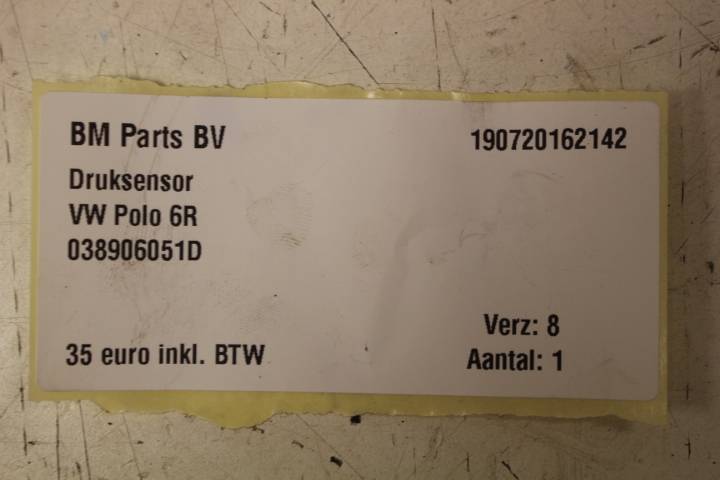 BM Parts BV
190720162142
Druksensor
VW Polo 6R
038906051D
Verz: 8
35 euro inkl. BTW
Aantal: 1